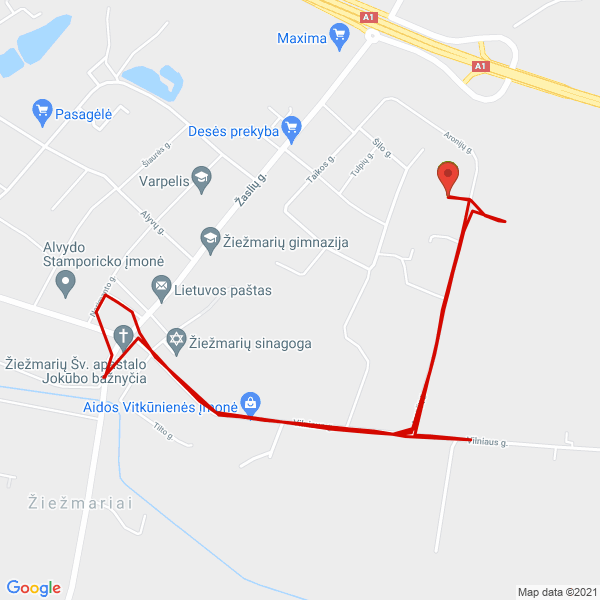 A1
Maxima
A1
Pasagėlė
Desės prekyba
Aronijų g.
Šilo g.
Šiaurės g.
Tulpių g.
Taikos g.
Varpelis
Žaslių g.
Alyvų g.
Žiežmarių gimnazija
Alvydo
Stamporicko įmonė
Lietuvos paštas
Žiežmarių sinagoga
Žiežmarių Šv. apaštalo
Jokūbo bažnyčia
Aidos Vitkūnienės įmonė
Tilto g.
Vilniaus g.
Žiežmariai
Google
Map data ©2021